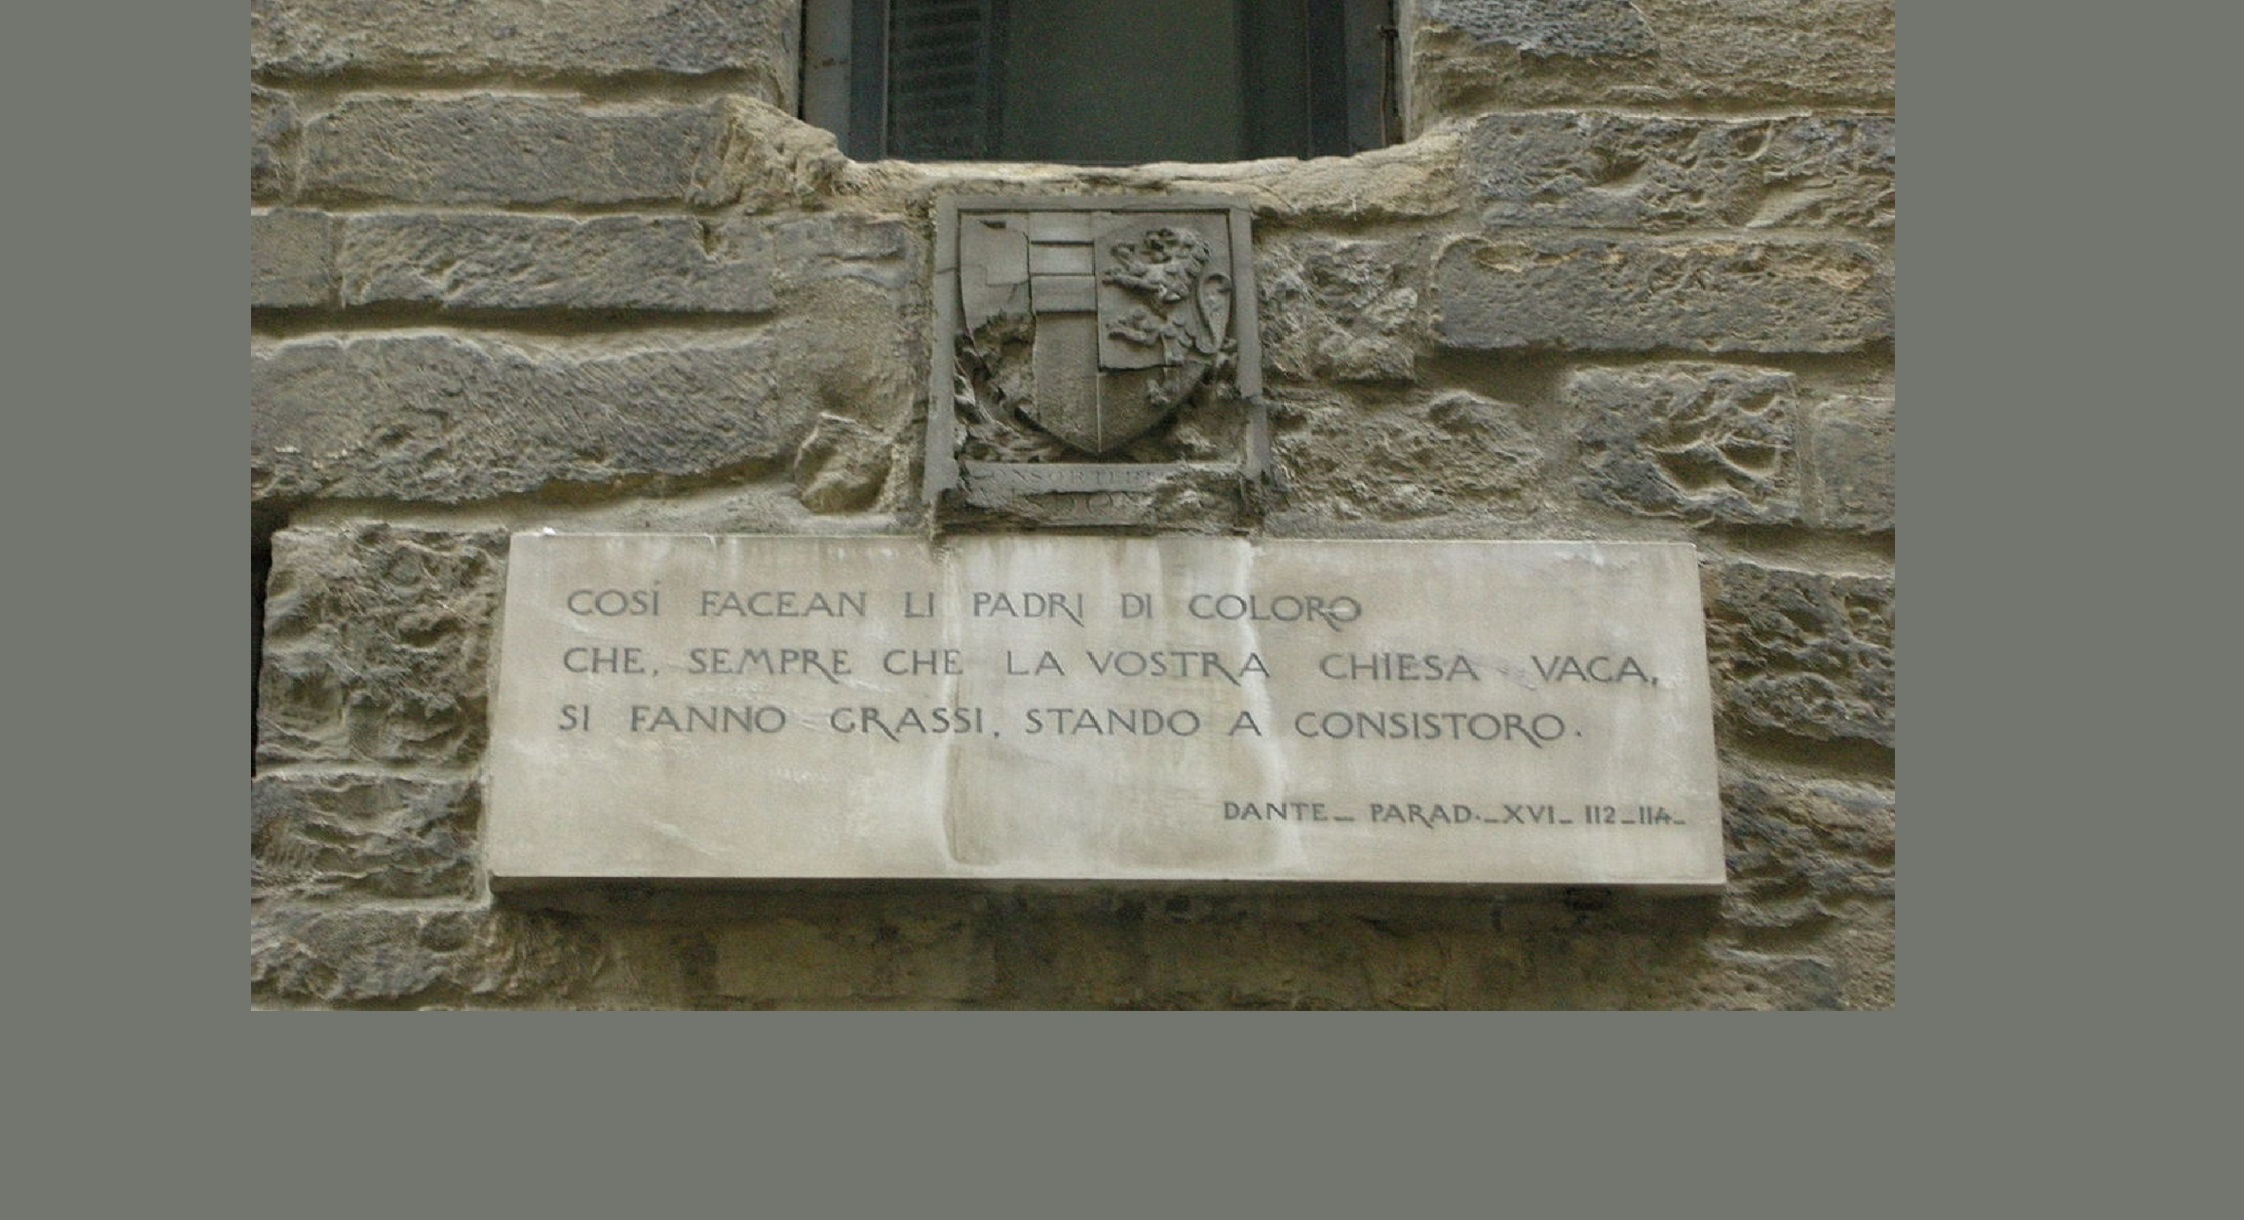 COSÍ FACEAN LI PADRI DI COLORO
CHE, SEMPRE CHE LA VOSTRA CHIESA VACA,
SI FANNO GRASSI, STANDO A CONSISTORO.
DANTE_ PARAD._XVI_ 112_114_